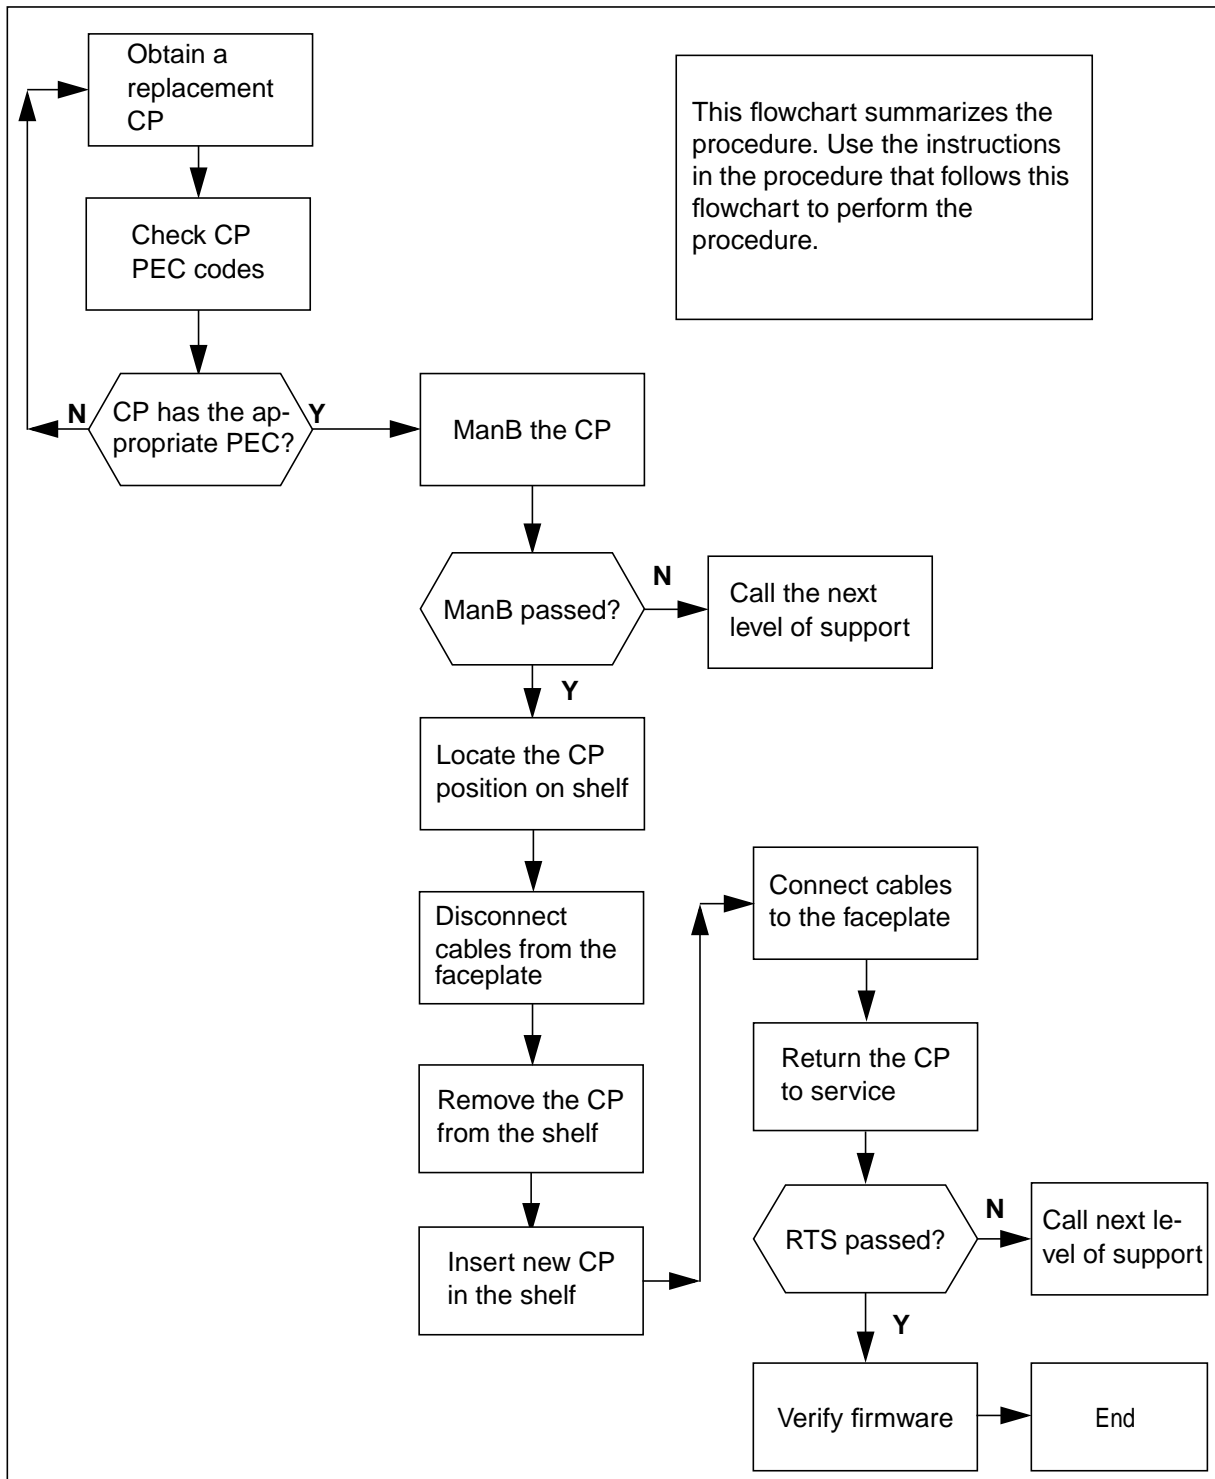 Obtain a
replacement
CP
This flowchart summarizes the
procedure. Use the instructions
in the procedure that follows this
flowchart to perform the
procedure.
Check CP
PEC codes
N
CP has the ap-
propriate PEC?
Y
ManB the CP
ManB passed?
N
Call the next
level of support
Y
Locate the CP
position on shelf
Disconnect
cables from the
faceplate
Remove the CP
from the shelf
Insert new CP
in the shelf
Connect cables
to the faceplate
Return the CP
to service
RTS passed?
N
Call next le-
vel of support
Y
Verify firmware
End